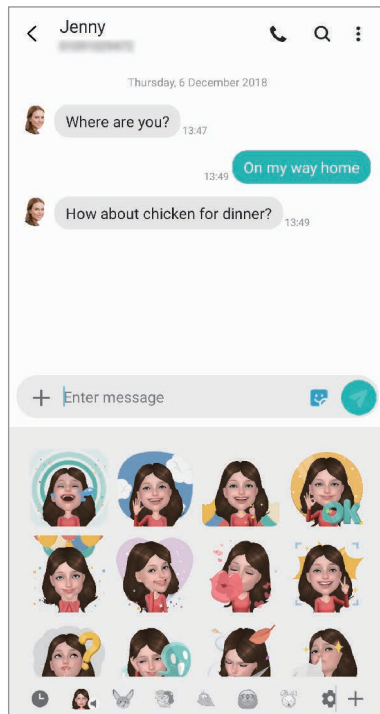 Jenny
Thursday, 6 December 2018
Where are you?
13:47
13:49
On my way home
How about chicken for dinner?
13:49
Enter message
OK